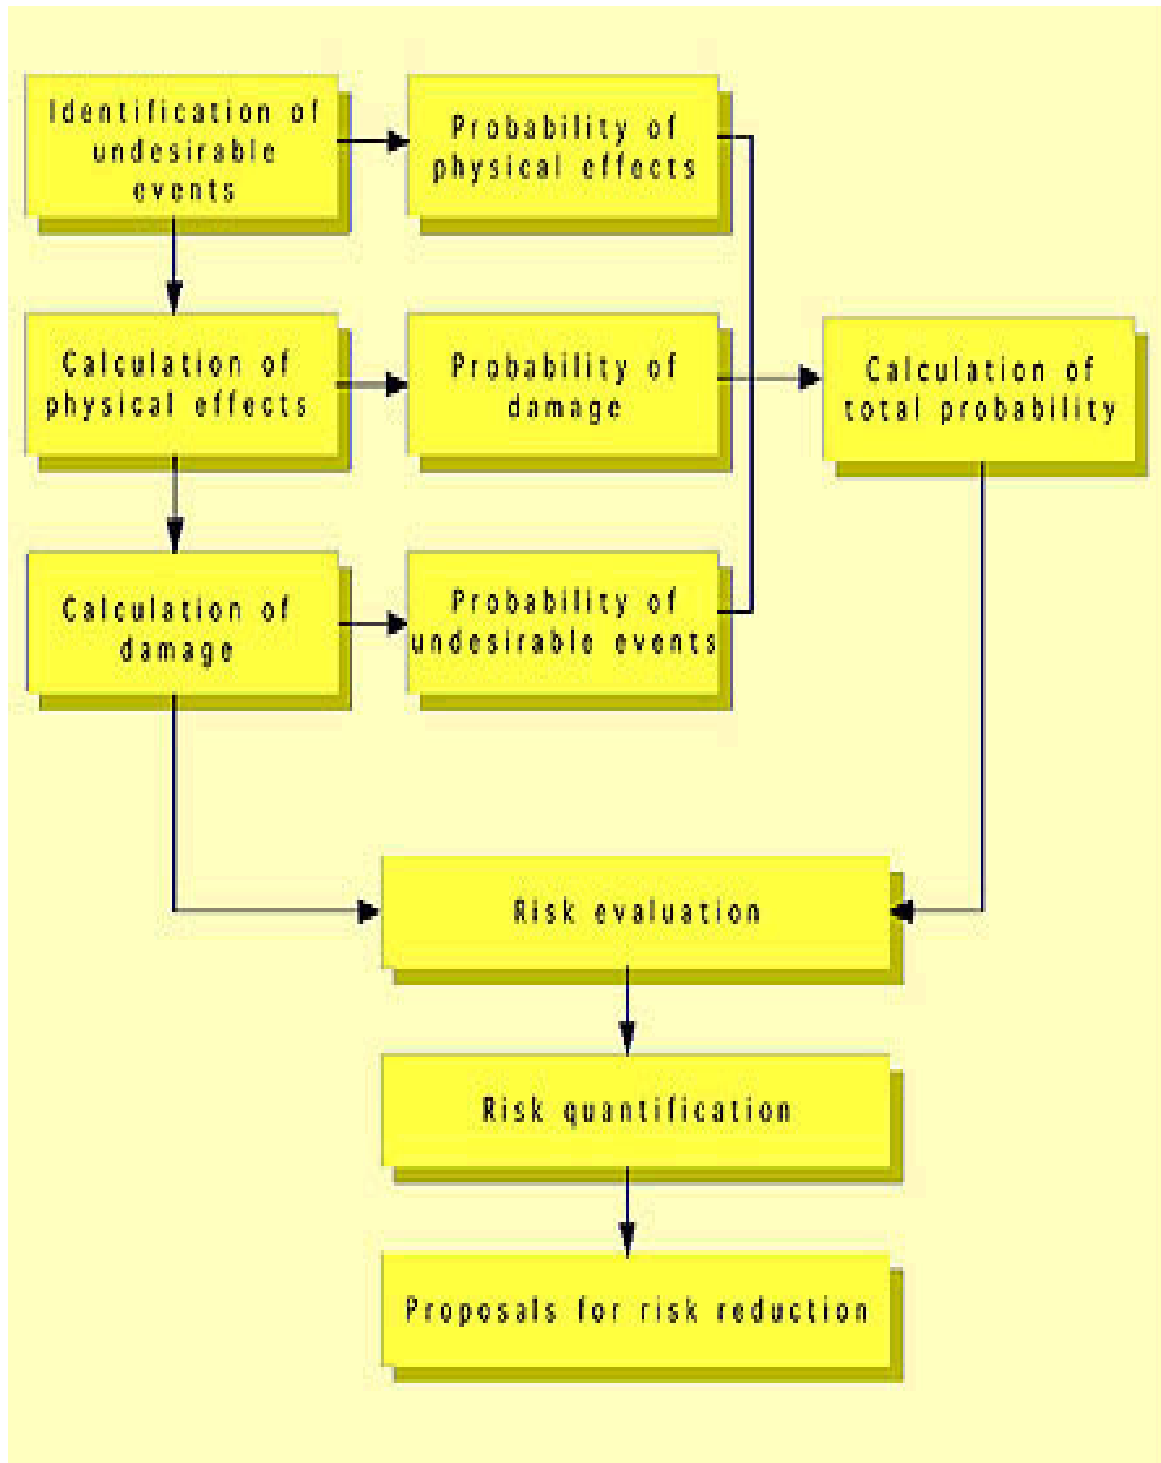 Identification of
undesirable
events
Probability of
physical effects
Calculation of
physical effects
Probability of
damage
Calculation of
total probability
Calculation of
damage
Probability of
undesirable events
Risk evaluation
Risk quantification
Proposals for risk reduction